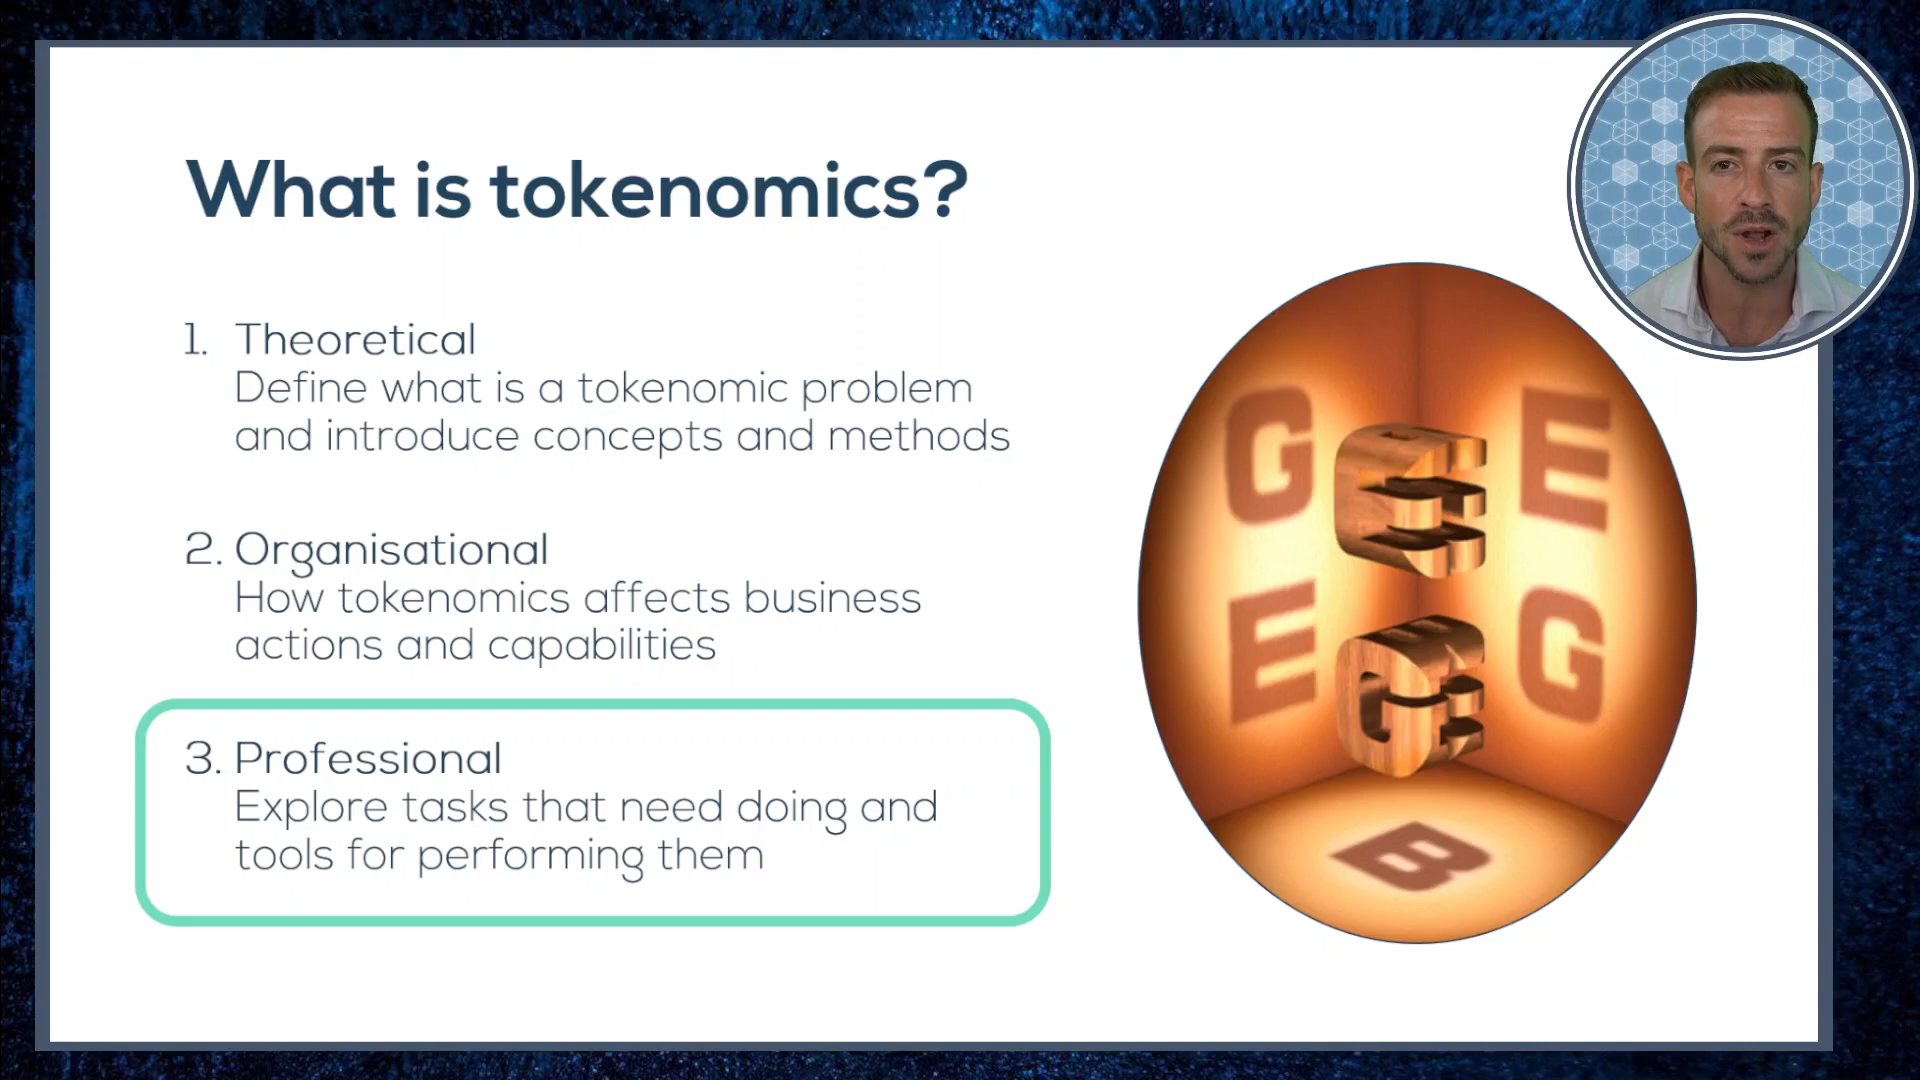 What is tokenomics?
1. Theoretical
Define what is a tokenomic problem
and introduce concepts and methods
2. Organisational
How tokenomics affects business
actions and capabilities
3. Professional
Explore tasks that need doing and
tools for performing them
G E
E G
B